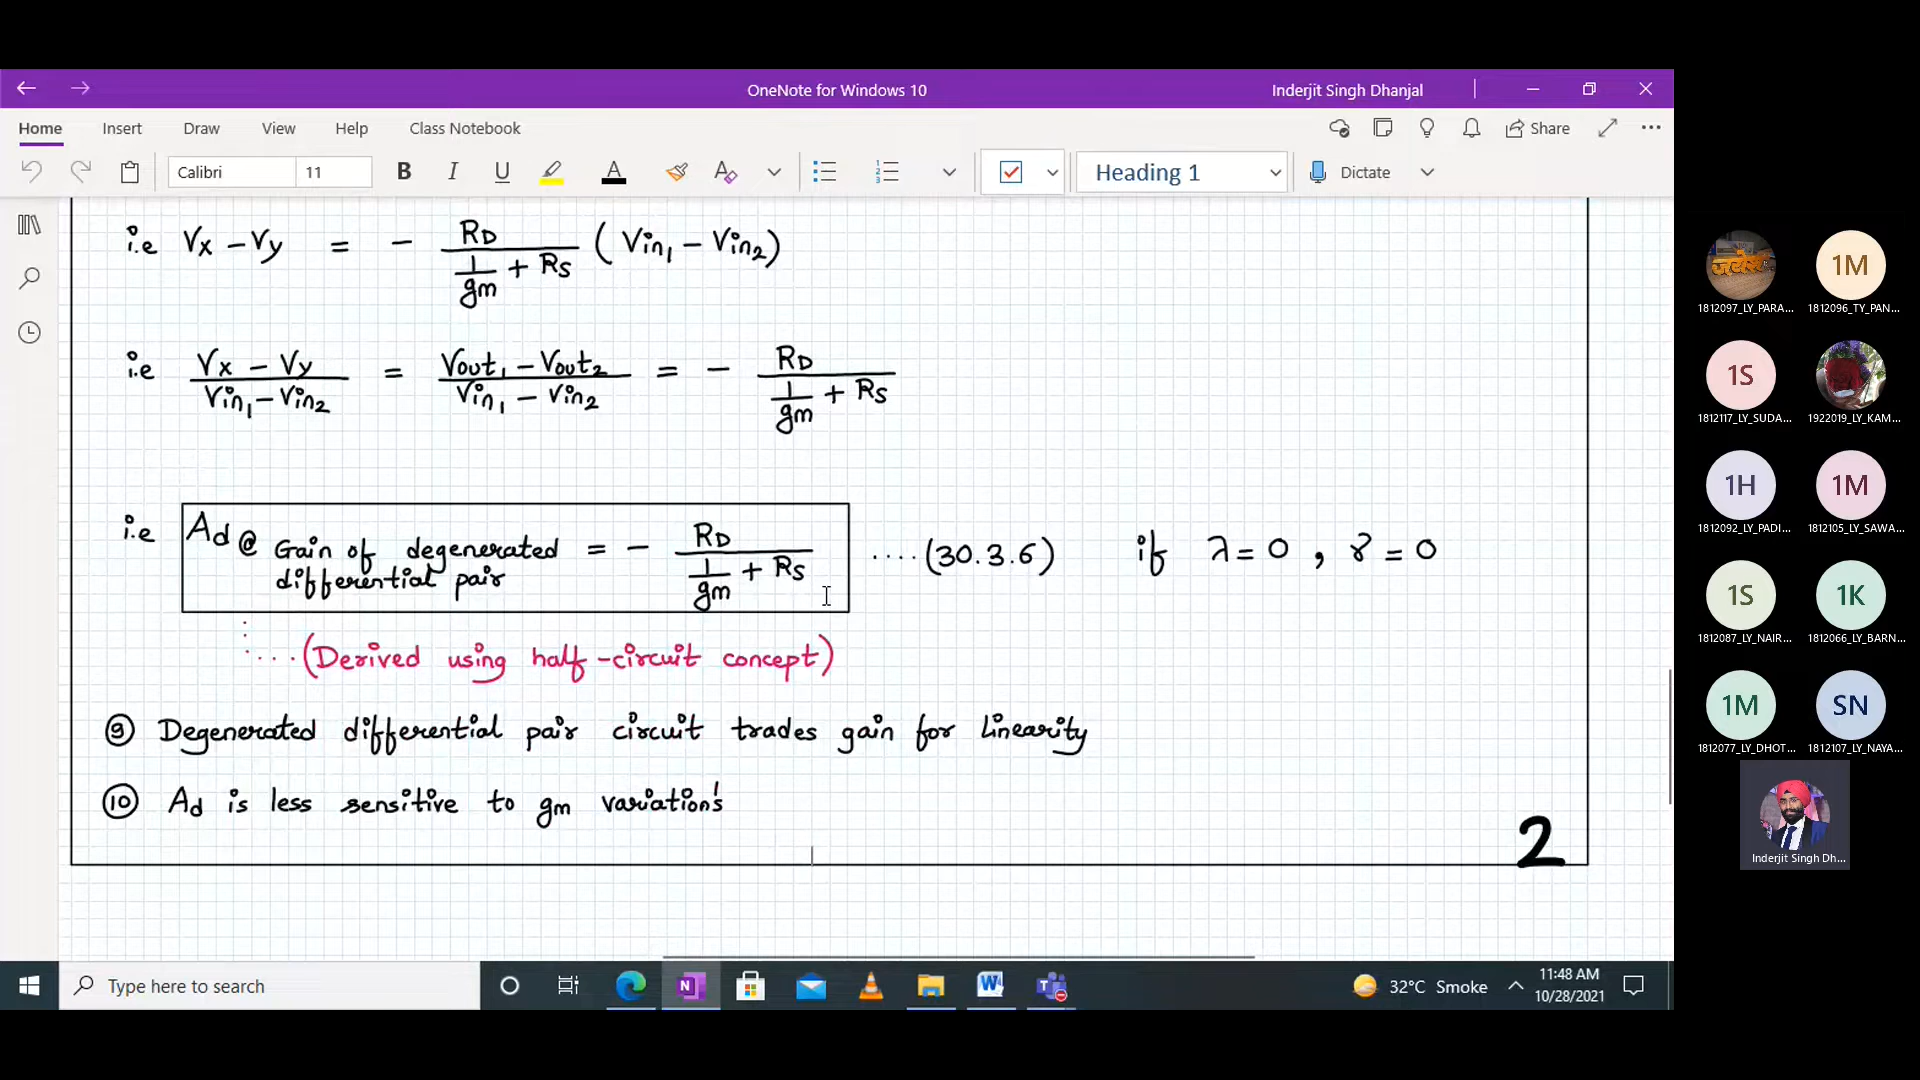 OneNote for Windows 10
Inderjit Singh Dhanjal
Home Insert Draw View Help Class Notebook
Share
Calibri 11 B I U A
Heading 1
Dictate
i.e Vx - Vy = - RD / (1/gm + Rs) (Vin1 - Vin2)
i.e (Vx - Vy) / (Vin1 - Vin2) = (Vout1 - Vout2) / (Vin1 - Vin2) = - RD / (1/gm + Rs)
i.e Ad @ Gain of degenerated differential pair = - RD / (1/gm + Rs) ....(30.3.6) if λ = 0 , γ = 0
....(Derived using half-circuit concept)
⑨ Degenerated differential pair circuit trades gain for linearity
⑩ Ad is less sensitive to gm variation's
2
1M
1812097_LY_PARA...
1812096_TY_PAN...
1S
1812117_LY_SUDA...
1922019_LY_KAM...
1H
1M
1812092_LY_PADI...
1812105_LY_SAWA...
1S
1K
1812087_LY_NAIR...
1812066_LY_BARN...
1M
SN
1812077_LY_DHOT...
1812107_LY_NAYA...
Inderjit Singh Dh...
Type here to search
32°C Smoke
11:48 AM
10/28/2021